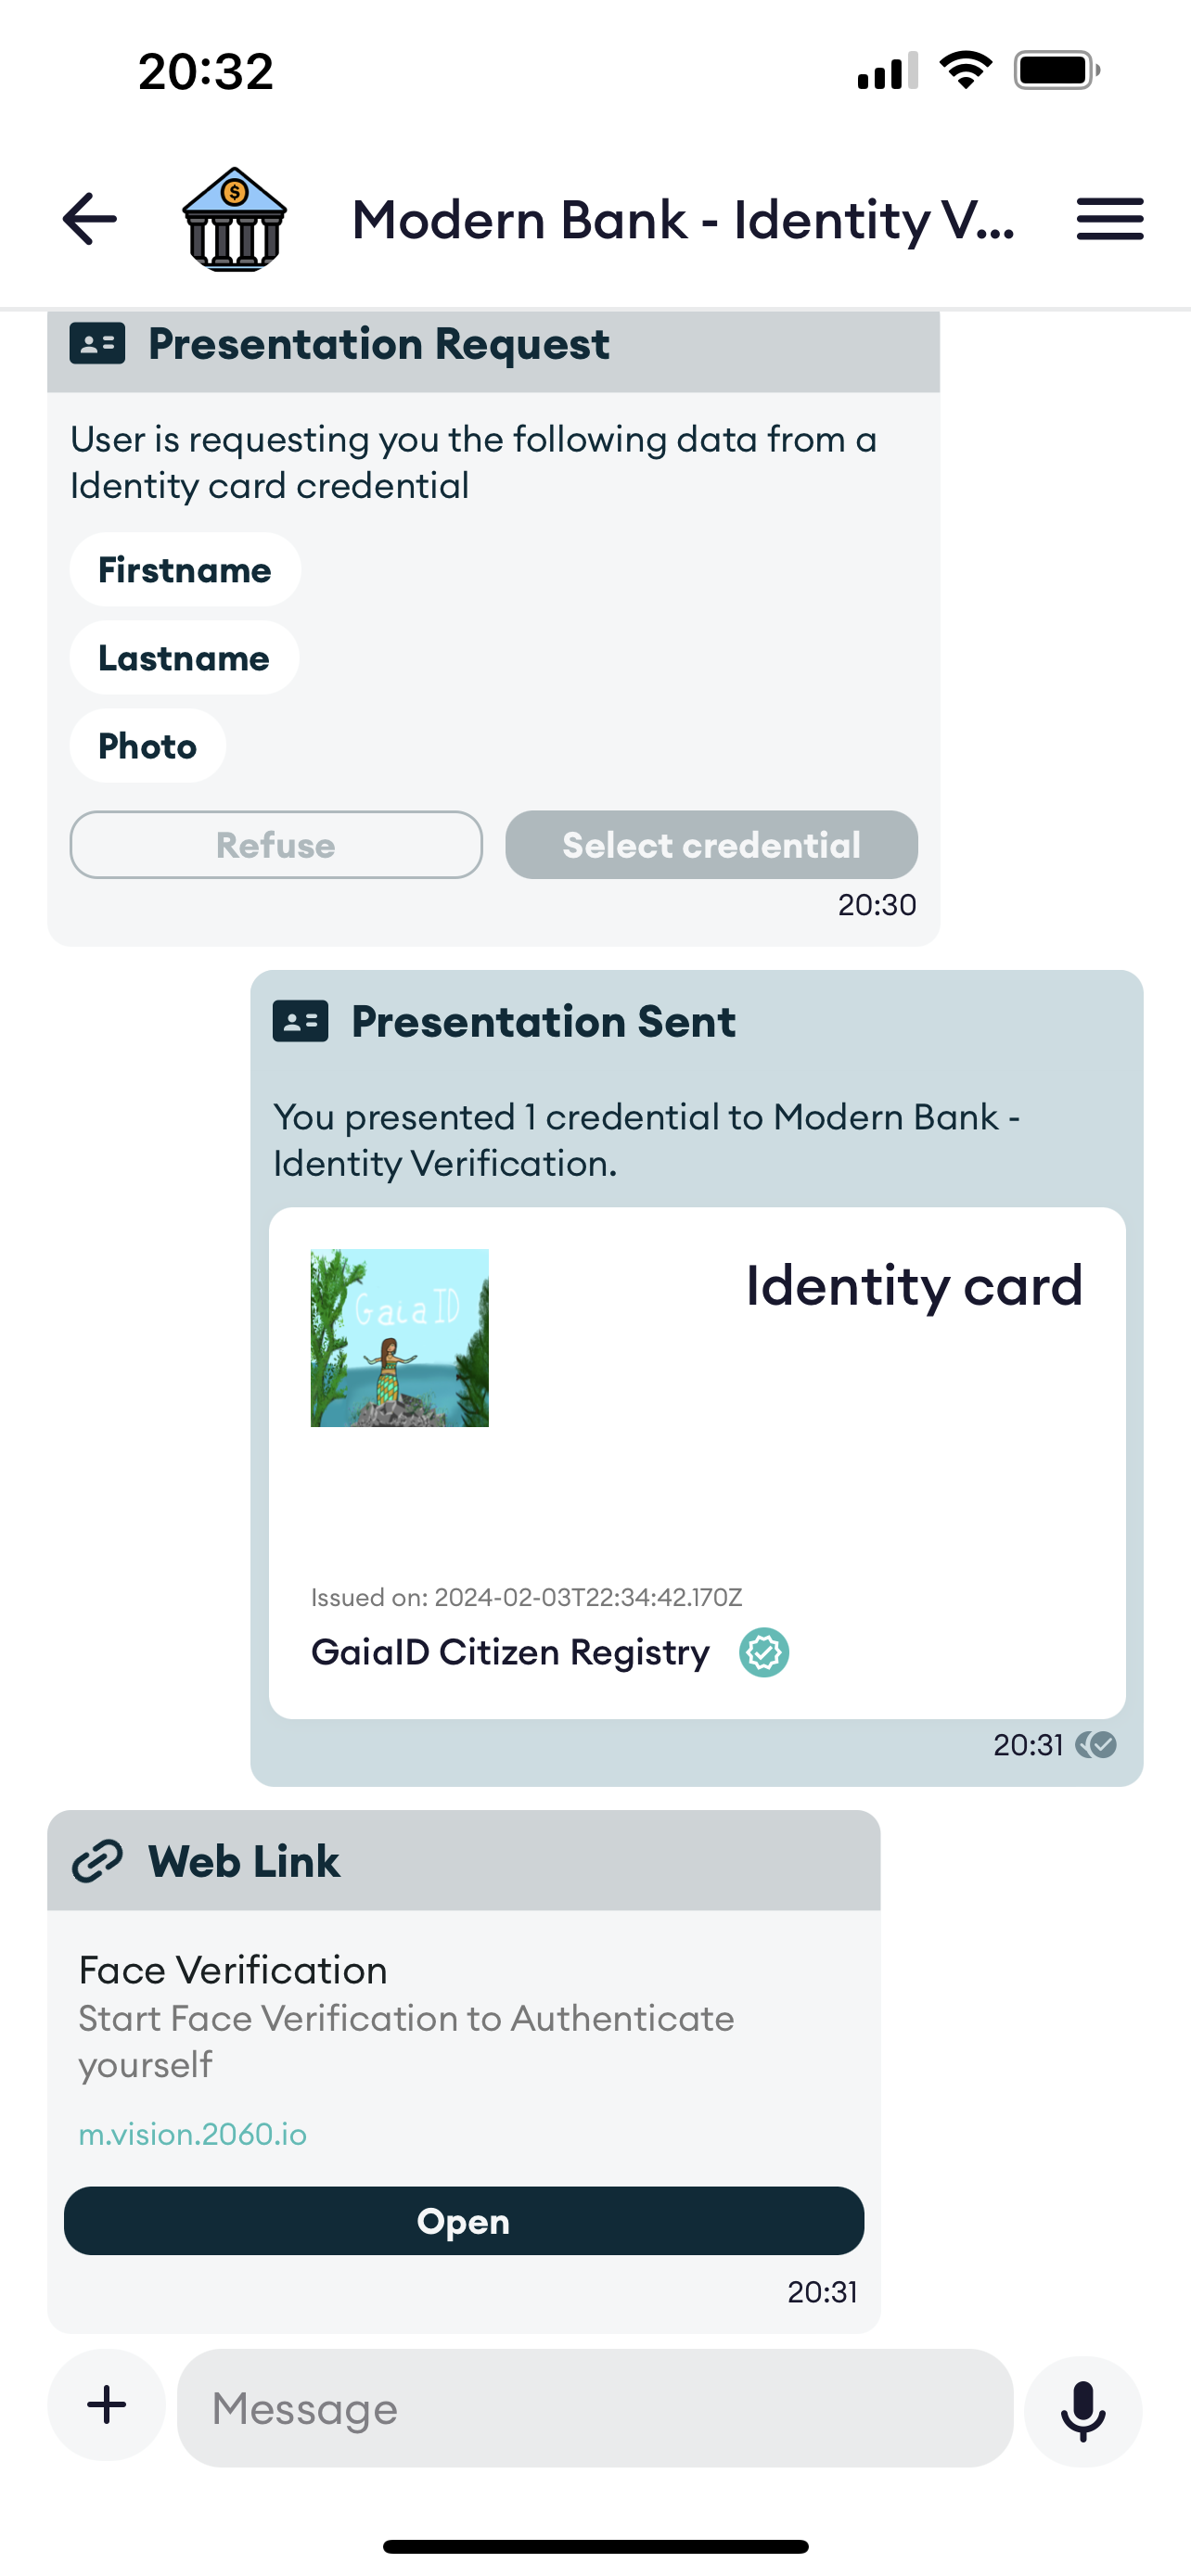 20:32
$
Modern Bank - Identity V...
Presentation Request
User is requesting you the following data from a
Identity card credential
Firstname
Lastname
Photo
Refuse
Select credential
20:30
Presentation Sent
You presented 1 credential to Modern Bank -
Identity Verification.
Gaia ID
Identity card
Issued on: 2024-02-03T22:34:42.170Z
GaiaID Citizen Registry
20:31
Web Link
Face Verification
Start Face Verification to Authenticate
yourself
m.vision.2060.io
Open
20:31
Message